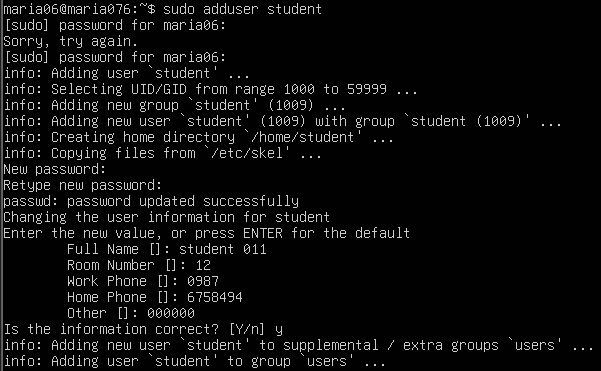 maria06@maria076:~$ sudo adduser student
[sudo] password for maria06:
Sorry, try again.
[sudo] password for maria06:
info: Adding user `student' ...
info: Selecting UID/GID from range 1000 to 59999 ...
info: Adding new group `student' (1009) ...
info: Adding new user `student' (1009) with group `student (1009)' ...
info: Creating home directory `/home/student' ...
info: Copying files from `/etc/skel' ...
New password:
Retype new password:
passwd: password updated successfully
Changing the user information for student
Enter the new value, or press ENTER for the default
        Full Name []: student 011
        Room Number []: 12
        Work Phone []: 0987
        Home Phone []: 6758494
        Other []: 000000
Is the information correct? [Y/n] y
info: Adding new user `student' to supplemental / extra groups `users' ...
info: Adding user `student' to group `users' ...